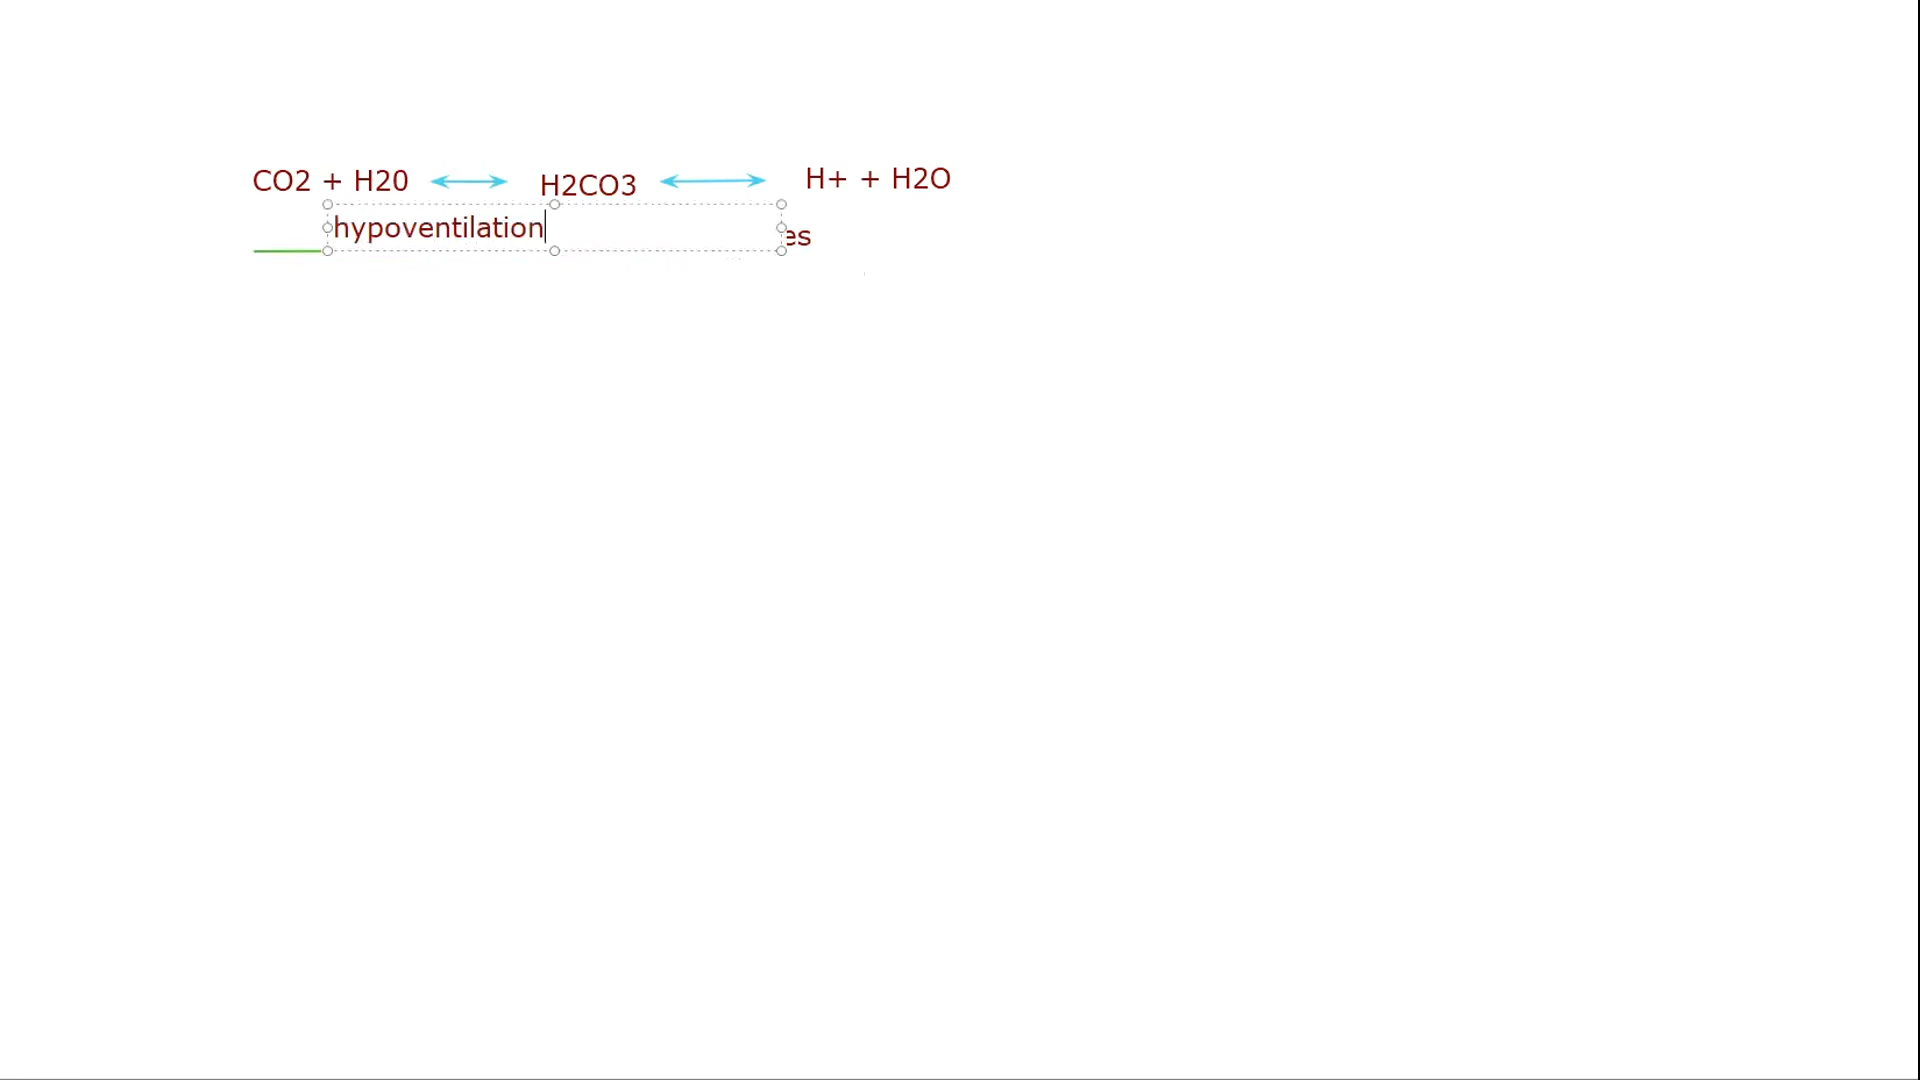 CO2 + H20 H2CO3 H+ + H2O
hypoventilation es